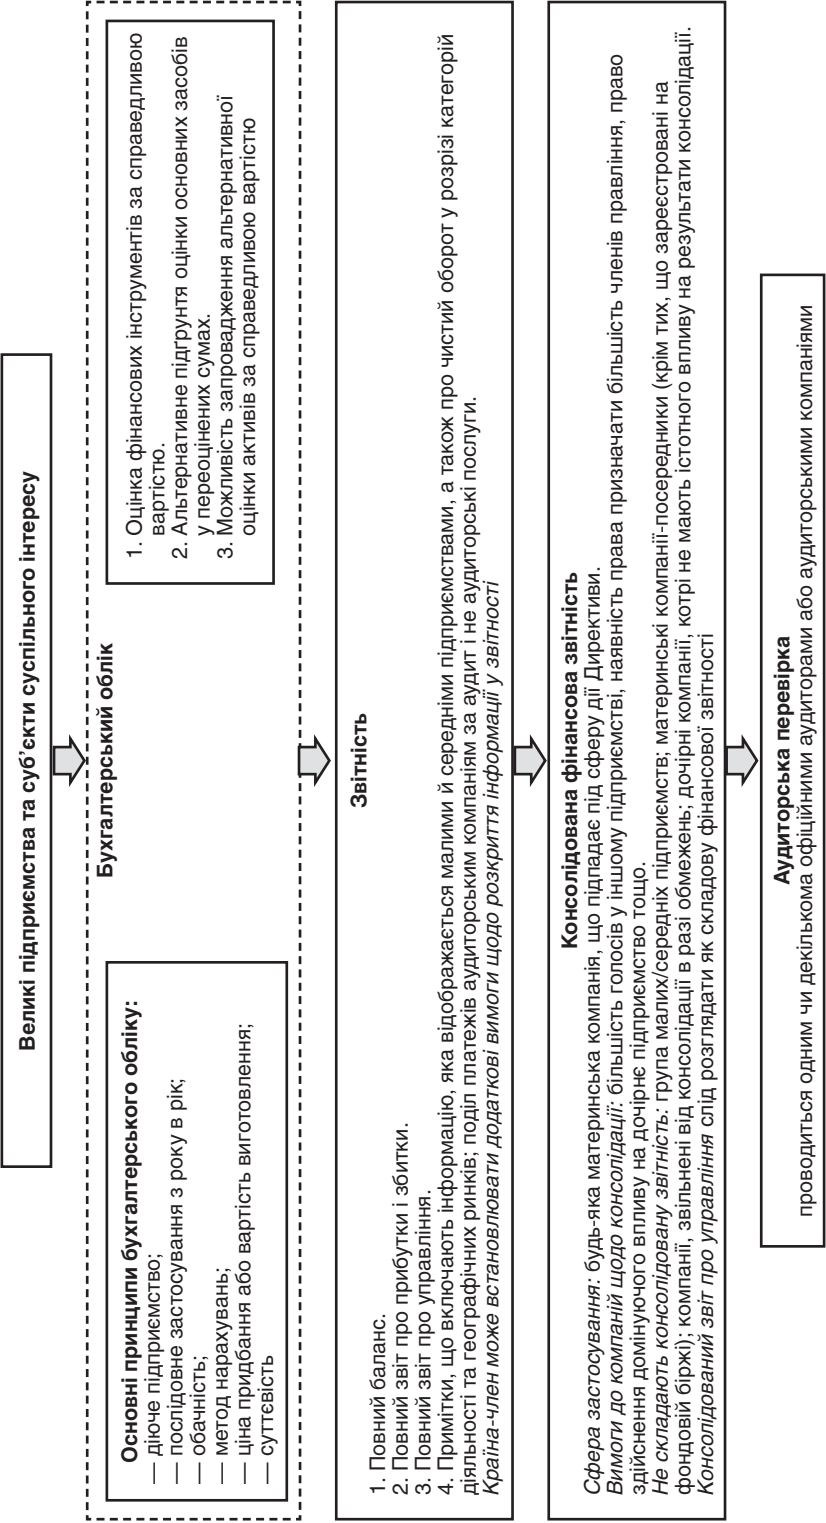 Великі підприємства та суб’єкти суспільного інтересу
Бухгалтерський облік
Основні принципи бухгалтерського обліку:
— діюче підприємство;
— послідовне застосування з року в рік;
— обачність;
— метод нарахувань;
— ціна придбання або вартість виготовлення;
— суттєвість
1. Оцінка фінансових інструментів за справедливою
вартістю.
2. Альтернативне підґрунтя оцінки основних засобів
у переоцінених сумах.
3. Можливість запровадження альтернативної
оцінки активів за справедливою вартістю
Звітність
1. Повний баланс.
2. Повний звіт про прибутки і збитки.
3. Повний звіт про управління.
4. Примітки, що включають інформацію, яка відображається малими й середніми підприємствами, а також про чистий оборот у розрізі категорій
діяльності та географічних ринків; поділ платежів аудиторським компаніям за аудит і не аудиторські послуги.
Країна-член може встановлювати додаткові вимоги щодо розкриття інформації у звітності
Консолідована фінансова звітність
Сфера застосування: будь-яка материнська компанія, що підпадає під сферу дії Директиви.
Вимоги до компаній щодо консолідації: більшість голосів у іншому підприємстві, наявність права призначати більшість членів правління, право
здійснення домінуючого впливу на дочірнє підприємство тощо.
Не складають консолідовану звітність: група малих/середніх підприємств; материнські компанії-посередники (крім тих, що зареєстровані на
фондовій біржі); компанії, звільнені від консолідації в разі обмежень; дочірні компанії, котрі не мають істотного впливу на результати консолідації.
Консолідований звіт про управління слід розглядати як складову фінансової звітності
Аудиторська перевірка
проводиться одним чи декількома офіційними аудиторами або аудиторськими компаніями